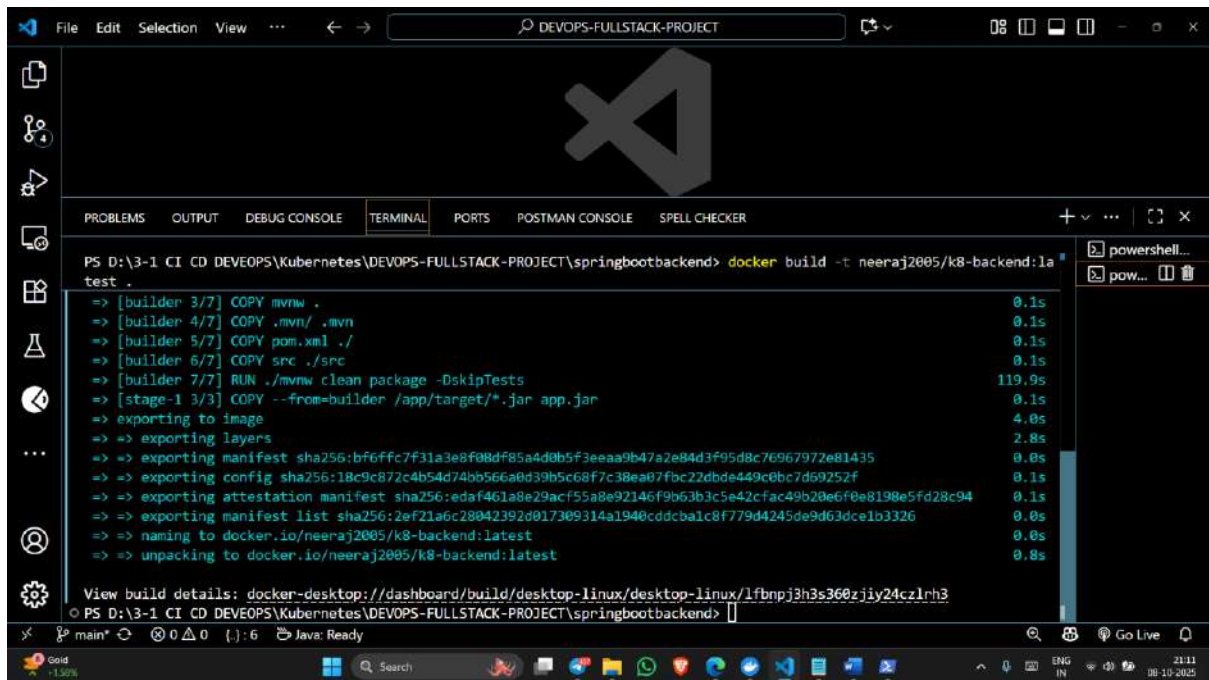 File Edit Selection View ··· DEVOPS-FULLSTACK-PROJECT
4
PROBLEMS OUTPUT DEBUG CONSOLE TERMINAL PORTS POSTMAN CONSOLE SPELL CHECKER
powershell...
pow...
PS D:\3-1 CI CD DEVEOPS\Kubernetes\DEVOPS-FULLSTACK-PROJECT\springbootbackend> docker build -t neeraj2005/k8-backend:la
test .
=> [builder 3/7] COPY mvnw . 0.1s
=> [builder 4/7] COPY .mvn/ .mvn 0.1s
=> [builder 5/7] COPY pom.xml ./ 0.1s
=> [builder 6/7] COPY src ./src 0.1s
=> [builder 7/7] RUN ./mvnw clean package -DskipTests 119.9s
=> [stage-1 3/3] COPY --from=builder /app/target/*.jar app.jar 0.1s
=> exporting to image 4.0s
=> => exporting layers 2.8s
=> => exporting manifest sha256:bf6ffc7f31a3e8f08df85a4d0b5f3eeaa9b47a2e84d3f95d8c76967972e81435 0.0s
=> => exporting config sha256:18c9c872c4b54d74bb566a0d39b5c68f7c38ea07fbc22dbde449c0bc7d69252f 0.1s
=> => exporting attestation manifest sha256:edaf461a8e29acf55a8e92146f9b63b3c5e42cfac49b20e6f0e8198e5fd28c94 0.1s
=> => exporting manifest list sha256:2ef21a6c28042392d017309314a1940cddcba1c8f779d4245de9d63dce1b3326 0.0s
=> => naming to docker.io/neeraj2005/k8-backend:latest 0.0s
=> => unpacking to docker.io/neeraj2005/k8-backend:latest 0.8s
View build details: docker-desktop://dashboard/build/desktop-linux/desktop-linux/lfbnpj3h3s360zjiy24czlrh3
PS D:\3-1 CI CD DEVEOPS\Kubernetes\DEVOPS-FULLSTACK-PROJECT\springbootbackend>
main* 0 0 {..}: 6 Java: Ready Go Live
Gold
+1.58%
Search
ENG
IN
21:11
08-10-2025